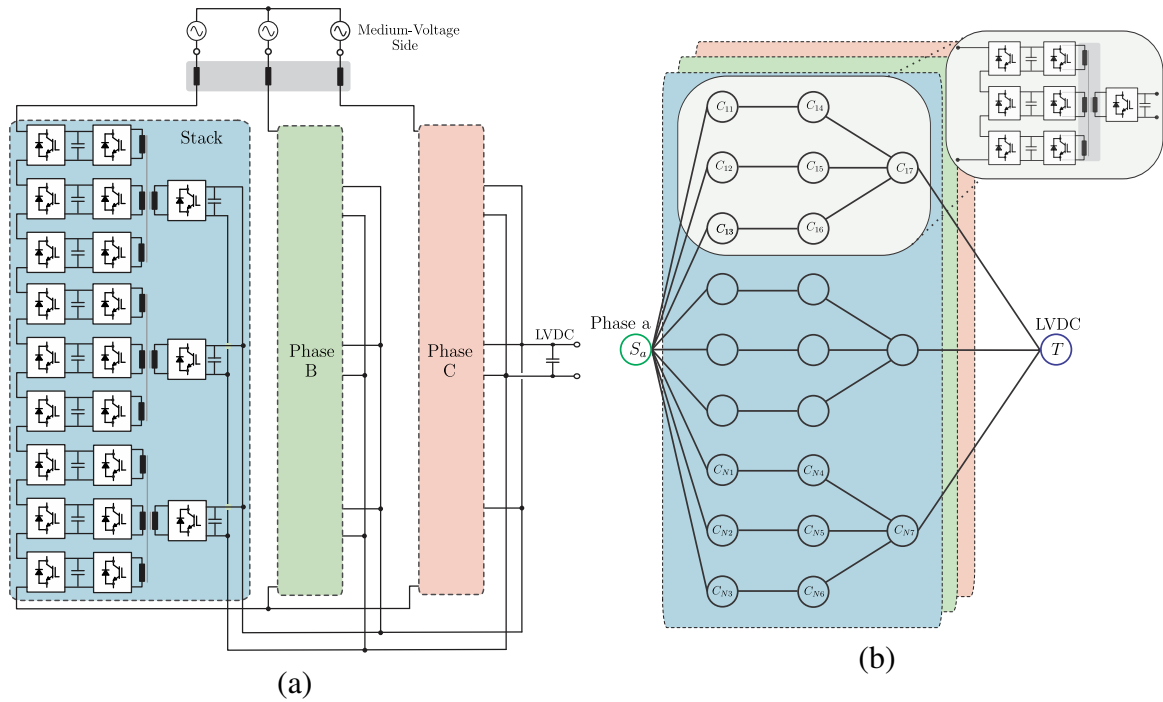 Medium-Voltage
Side
Stack
Phase
B
Phase
C
LVDC
(a)
C11
C14
C12
C15
C17
C13
C16
Phase a
Sa
LVDC
T
CN1
CN4
CN2
CN5
CN7
CN3
CN6
(b)